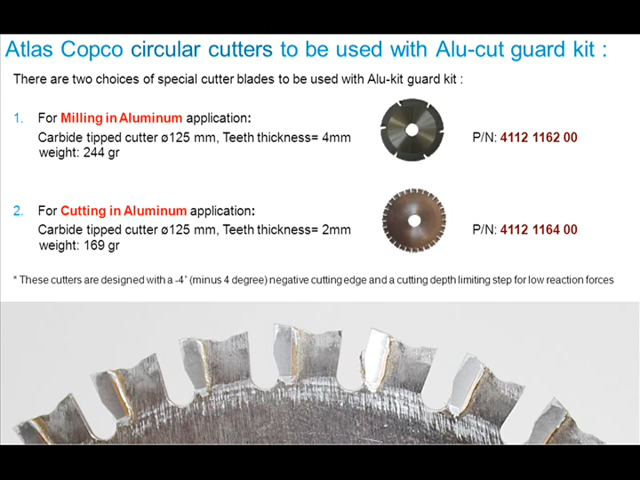 Atlas Copco circular cutters to be used with Alu-cut guard kit :
There are two choices of special cutter blades to be used with Alu-kit guard kit :
1. For Milling in Aluminum application:
Carbide tipped cutter ø125 mm, Teeth thickness= 4mm
weight: 244 gr
P/N: 4112 1162 00
2. For Cutting in Aluminum application:
Carbide tipped cutter ø125 mm, Teeth thickness= 2mm
weight: 169 gr
P/N: 4112 1164 00
* These cutters are designed with a -4˚ (minus 4 degree) negative cutting edge and a cutting depth limiting step for low reaction forces